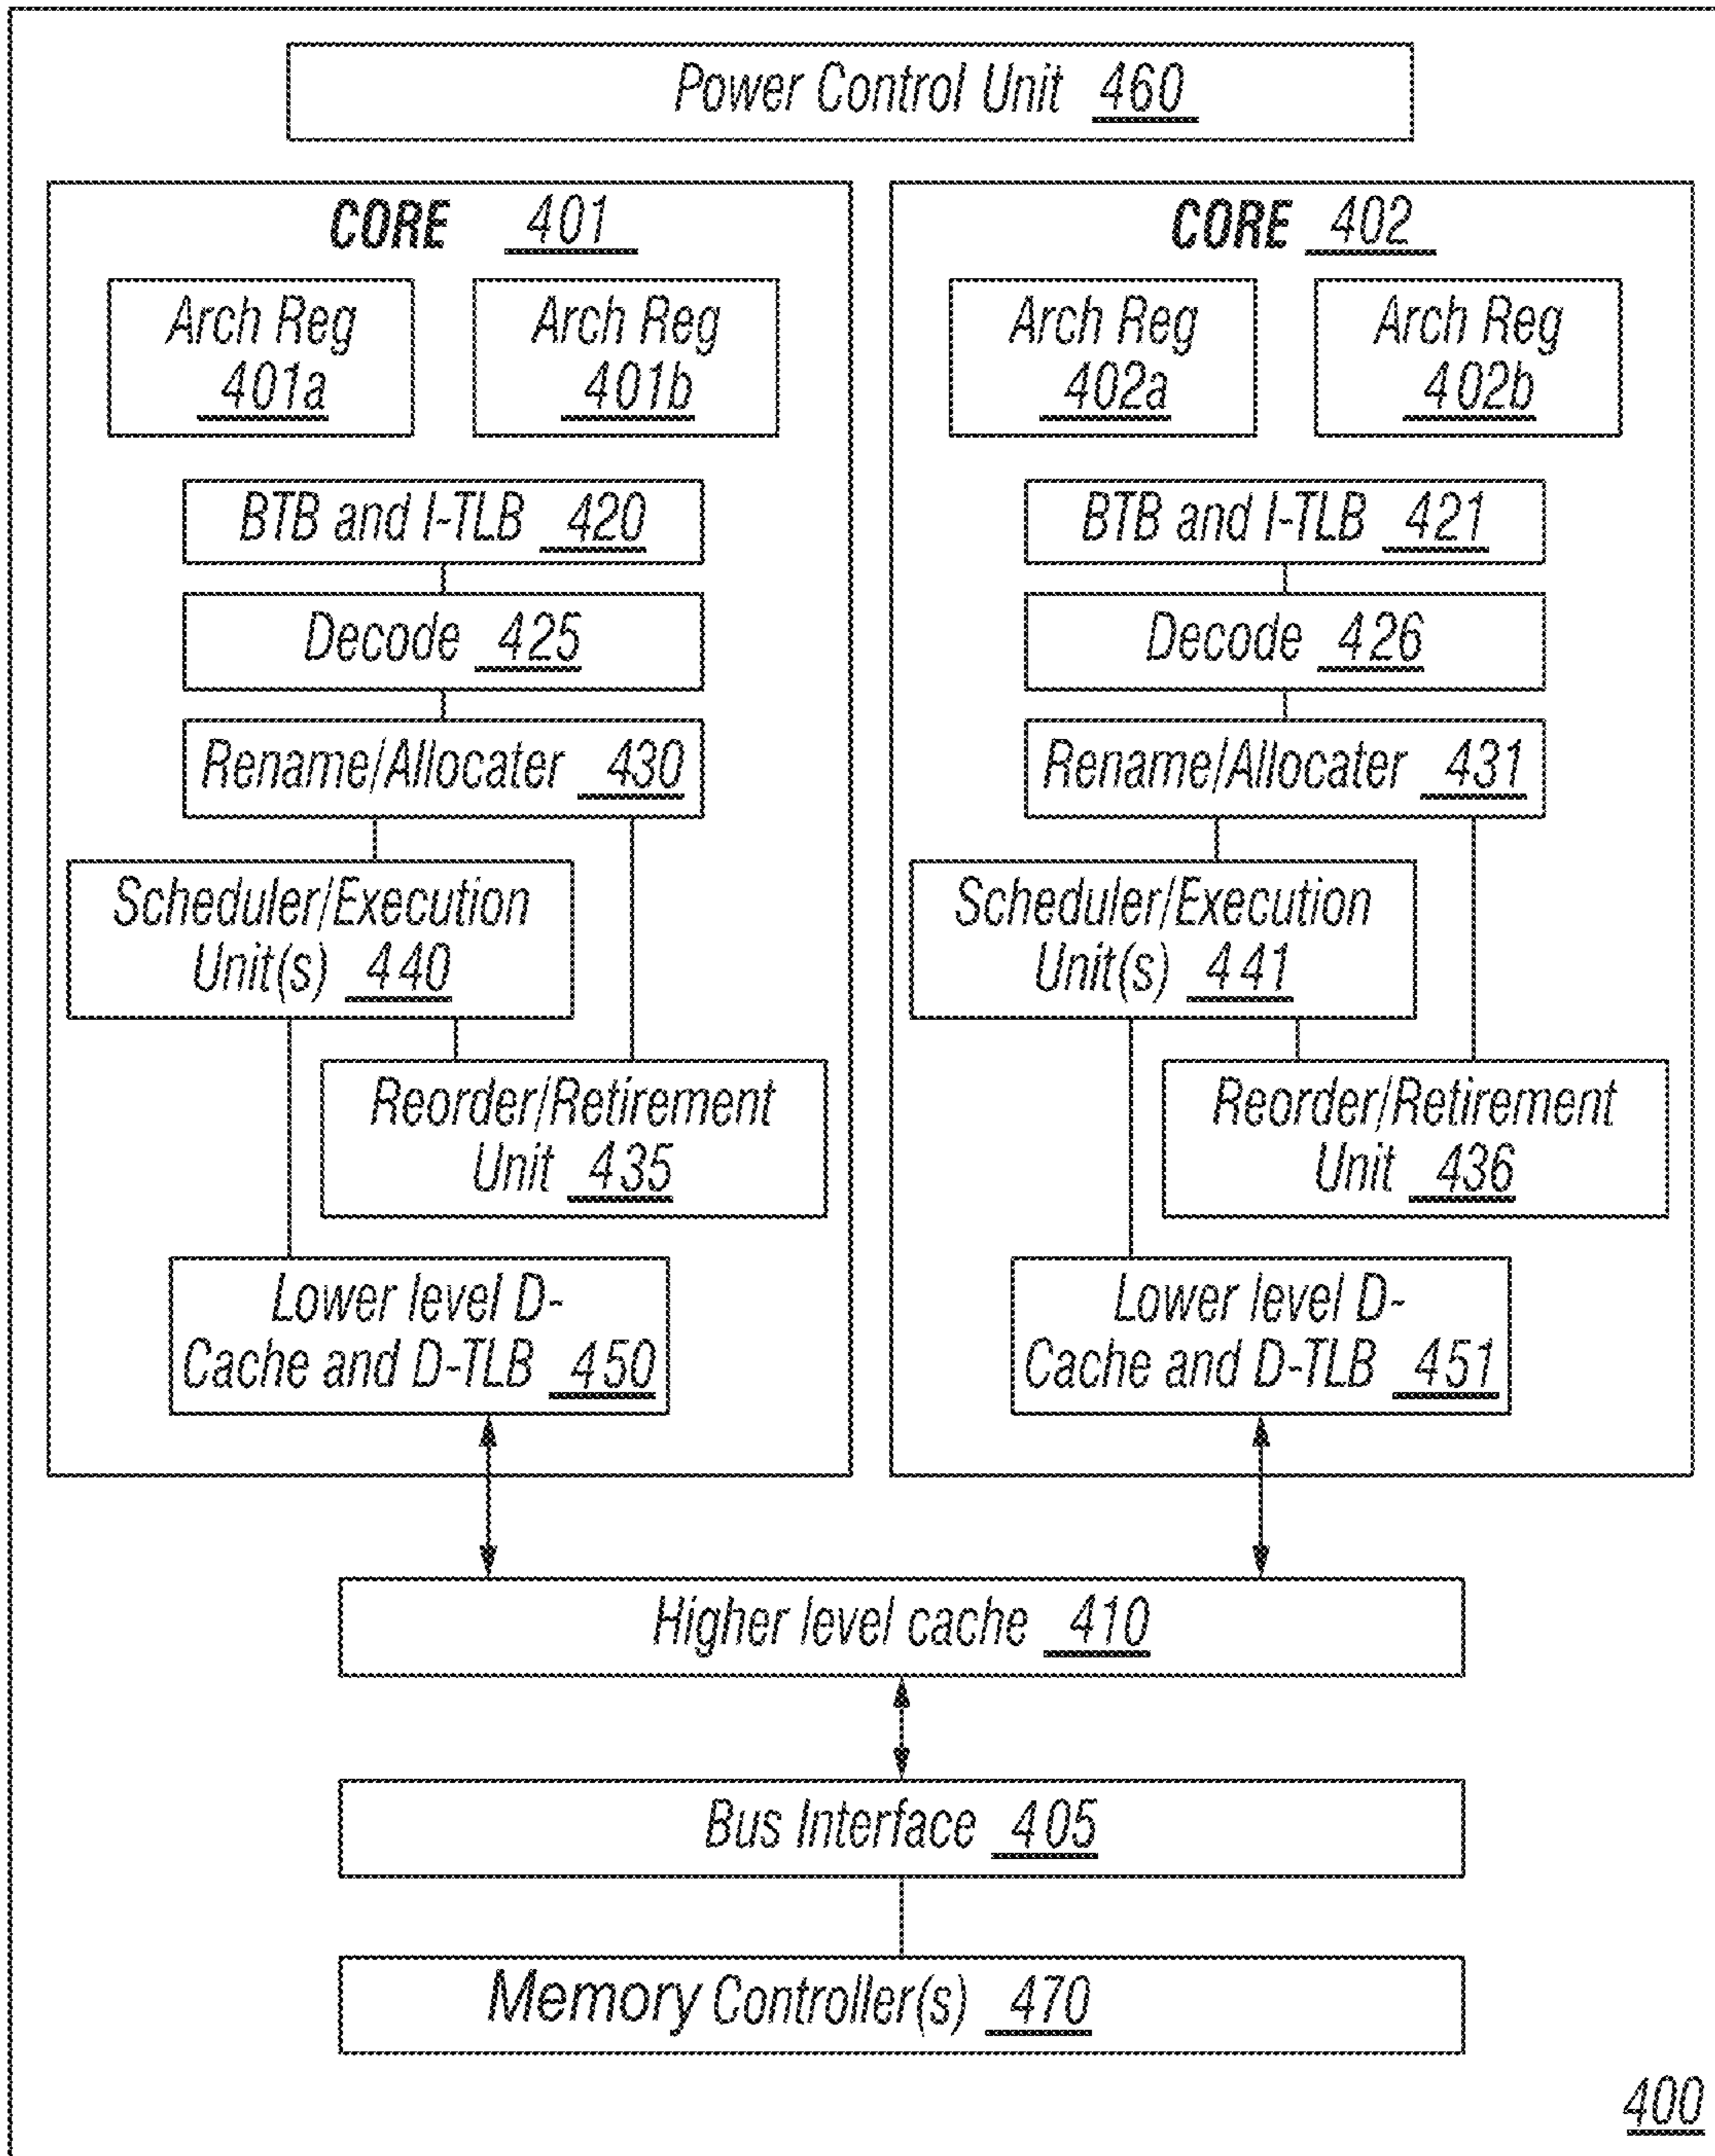 Power Control Unit 460
CORE 401
Arch Reg
401a
Arch Reg
401b
BTB and I-TLB 420
Decode 425
Rename/Allocater 430
Scheduler/Execution
Unit(s) 440
Reorder/Retirement
Unit 435
Lower level D-
Cache and D-TLB 450
CORE 402
Arch Reg
402a
Arch Reg
402b
BTB and I-TLB 421
Decode 426
Rename/Allocater 431
Scheduler/Execution
Unit(s) 441
Reorder/Retirement
Unit 436
Lower level D-
Cache and D-TLB 451
Higher level cache 410
Bus Interface 405
Memory Controller(s) 470
400